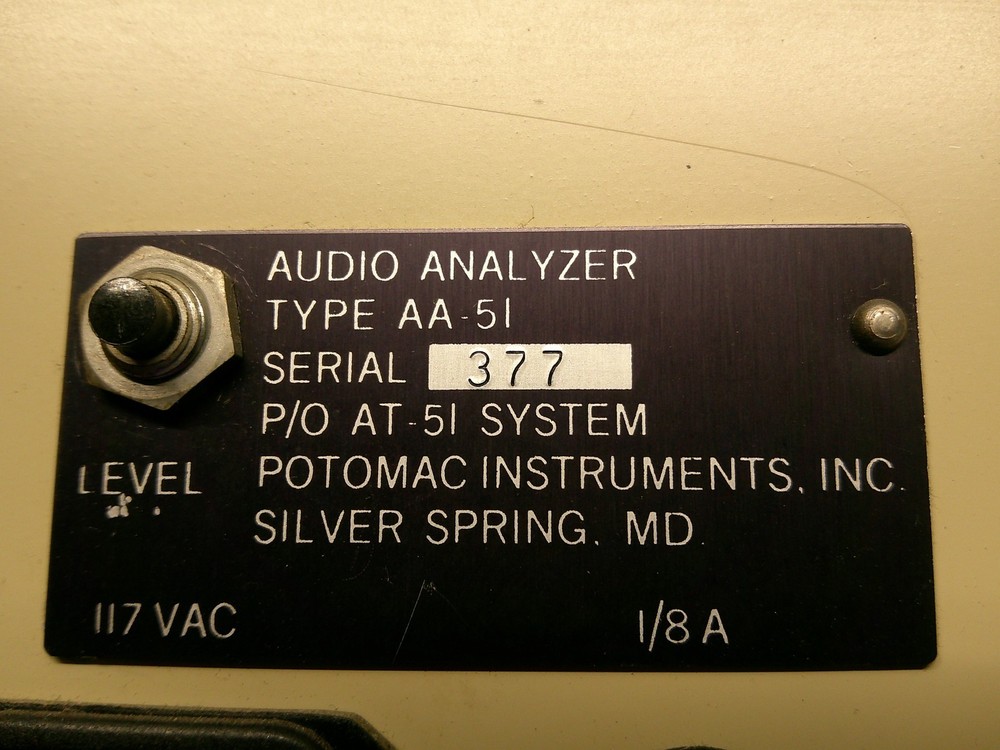 AUDIO ANALYZER
TYPE AA-51
SERIAL 377
P/O AT-51 SYSTEM
POTOMAC INSTRUMENTS, INC.
SILVER SPRING, MD.
LEVEL
117 VAC
1/8 A